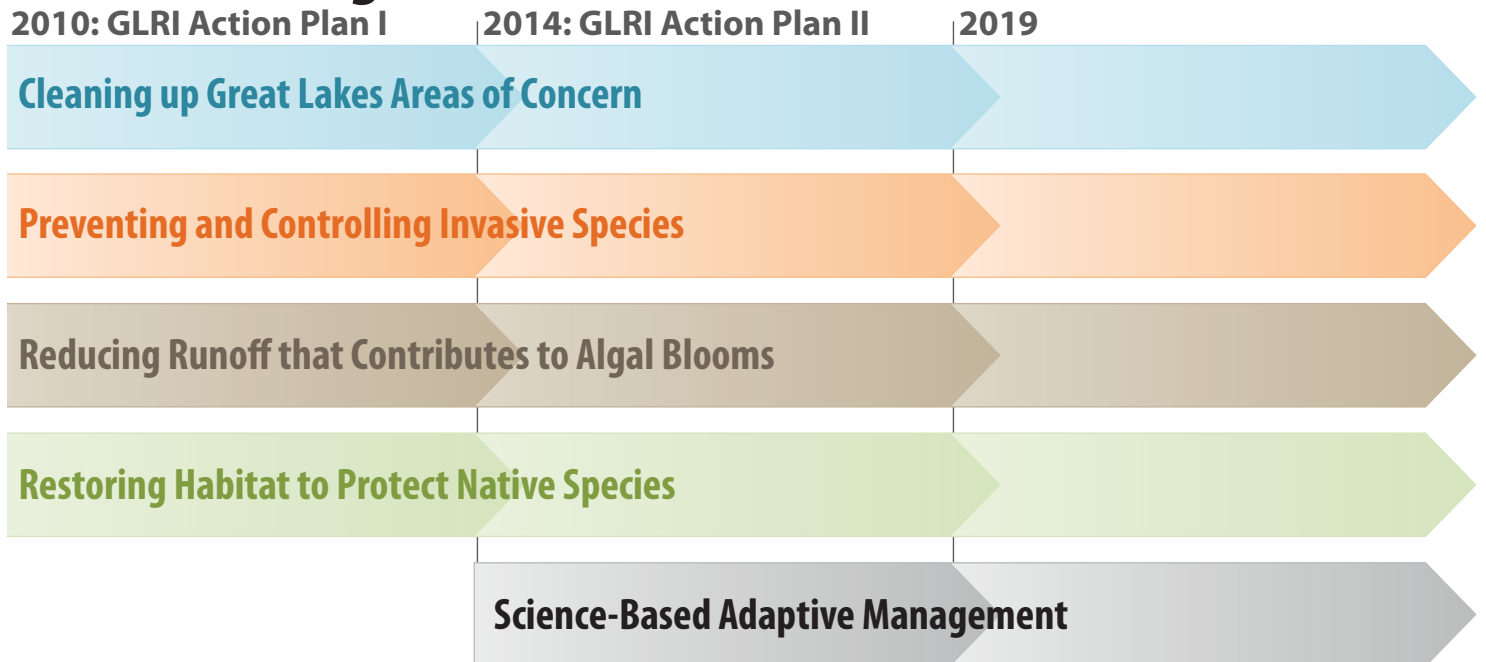 2010: GLRI Action Plan I 2014: GLRI Action Plan II 2019
Cleaning up Great Lakes Areas of Concern
Preventing and Controlling Invasive Species
Reducing Runoff that Contributes to Algal Blooms
Restoring Habitat to Protect Native Species
Science-Based Adaptive Management